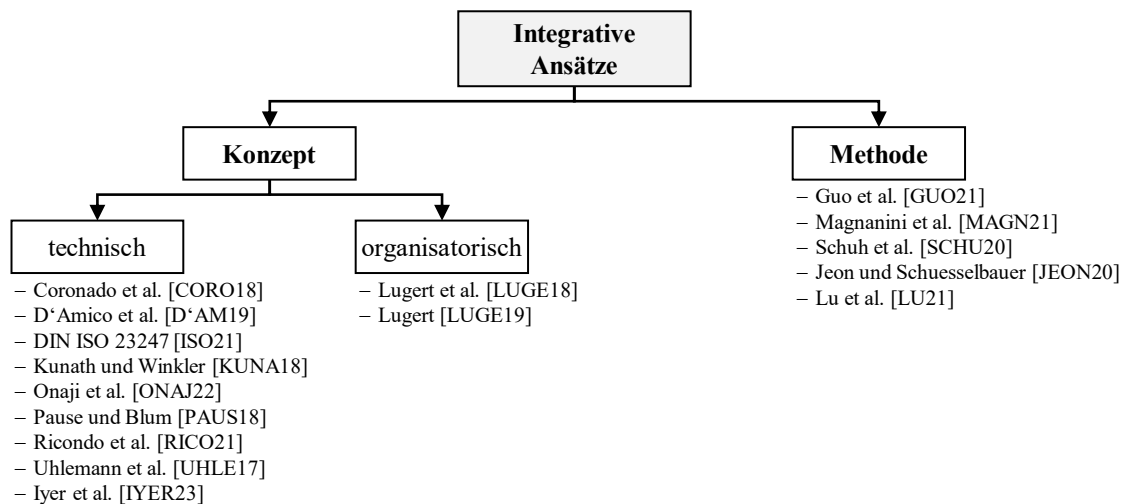 Integrative
Ansätze
Konzept
Methode
technisch
organisatorisch
– Coronado et al. [CORO18]
– D‘Amico et al. [D‘AM19]
– DIN ISO 23247 [ISO21]
– Kunath und Winkler [KUNA18]
– Onaji et al. [ONAJ22]
– Pause und Blum [PAUS18]
– Ricondo et al. [RICO21]
– Uhlemann et al. [UHLE17]
– Iyer et al. [IYER23]
– Lugert et al. [LUGE18]
– Lugert [LUGE19]
– Guo et al. [GUO21]
– Magnanini et al. [MAGN21]
– Schuh et al. [SCHU20]
– Jeon und Schuesselbauer [JEON20]
– Lu et al. [LU21]